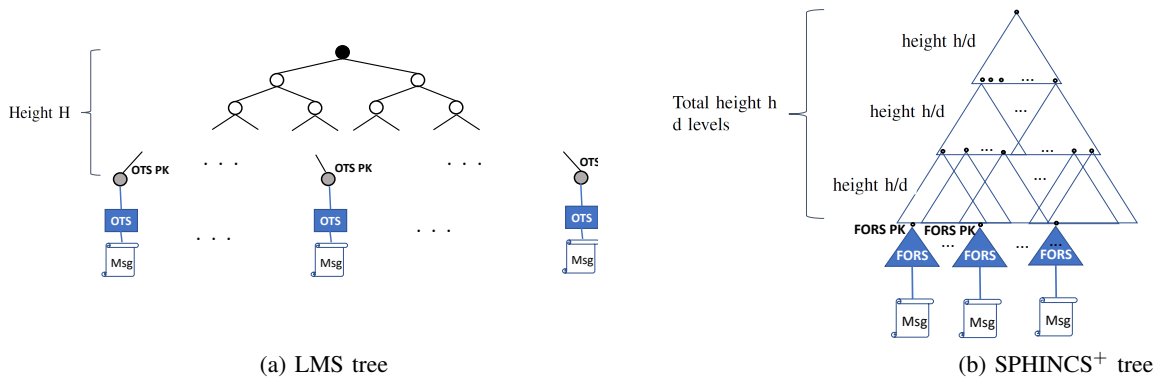 Height H
. . .
. . .
OTS PK
OTS PK
OTS
OTS
OTS
OTS
. . .
. . .
Msg
Msg
Msg
(a) LMS tree
height h/d
...
Total height h
d levels
height h/d
...
...
...
height h/d
...
FORS PK
FORS PK
...
...
...
FORS
FORS
FORS
Msg
Msg
Msg
(b) SPHINCS+ tree